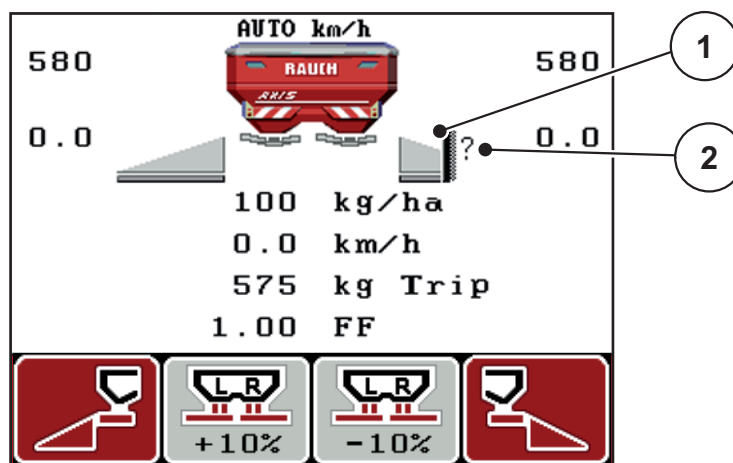 AUTO km/h
580
580
RAUCH
AXIS
0.0
0.0
?
1
2
100 kg/ha
0.0 km/h
575 kg Trip
1.00 FF
L R
+10%
L R
-10%